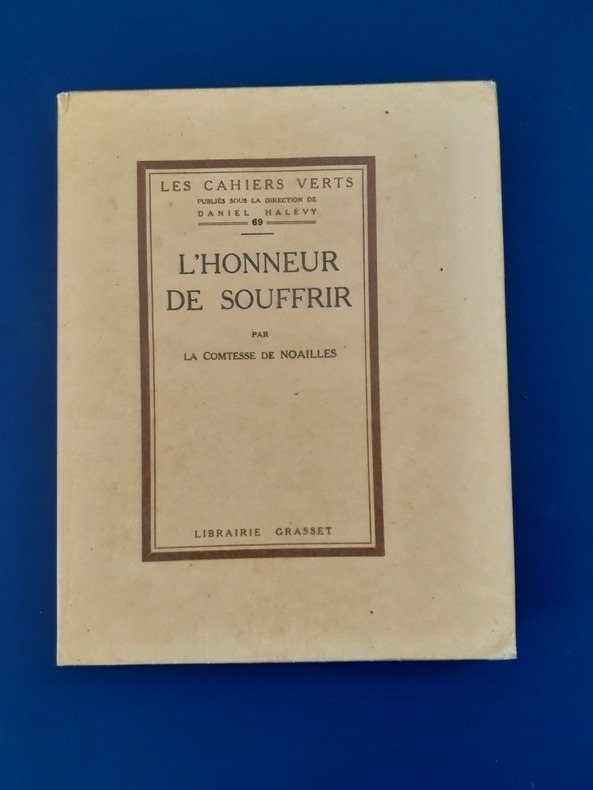 LES CAHIERS VERTS
PUBLIÉS SOUS LA DIRECTION DE
DANIEL HALÉVY
69
L'HONNEUR
DE SOUFFRIR
PAR
LA COMTESSE DE NOAILLES
LIBRAIRIE GRASSET